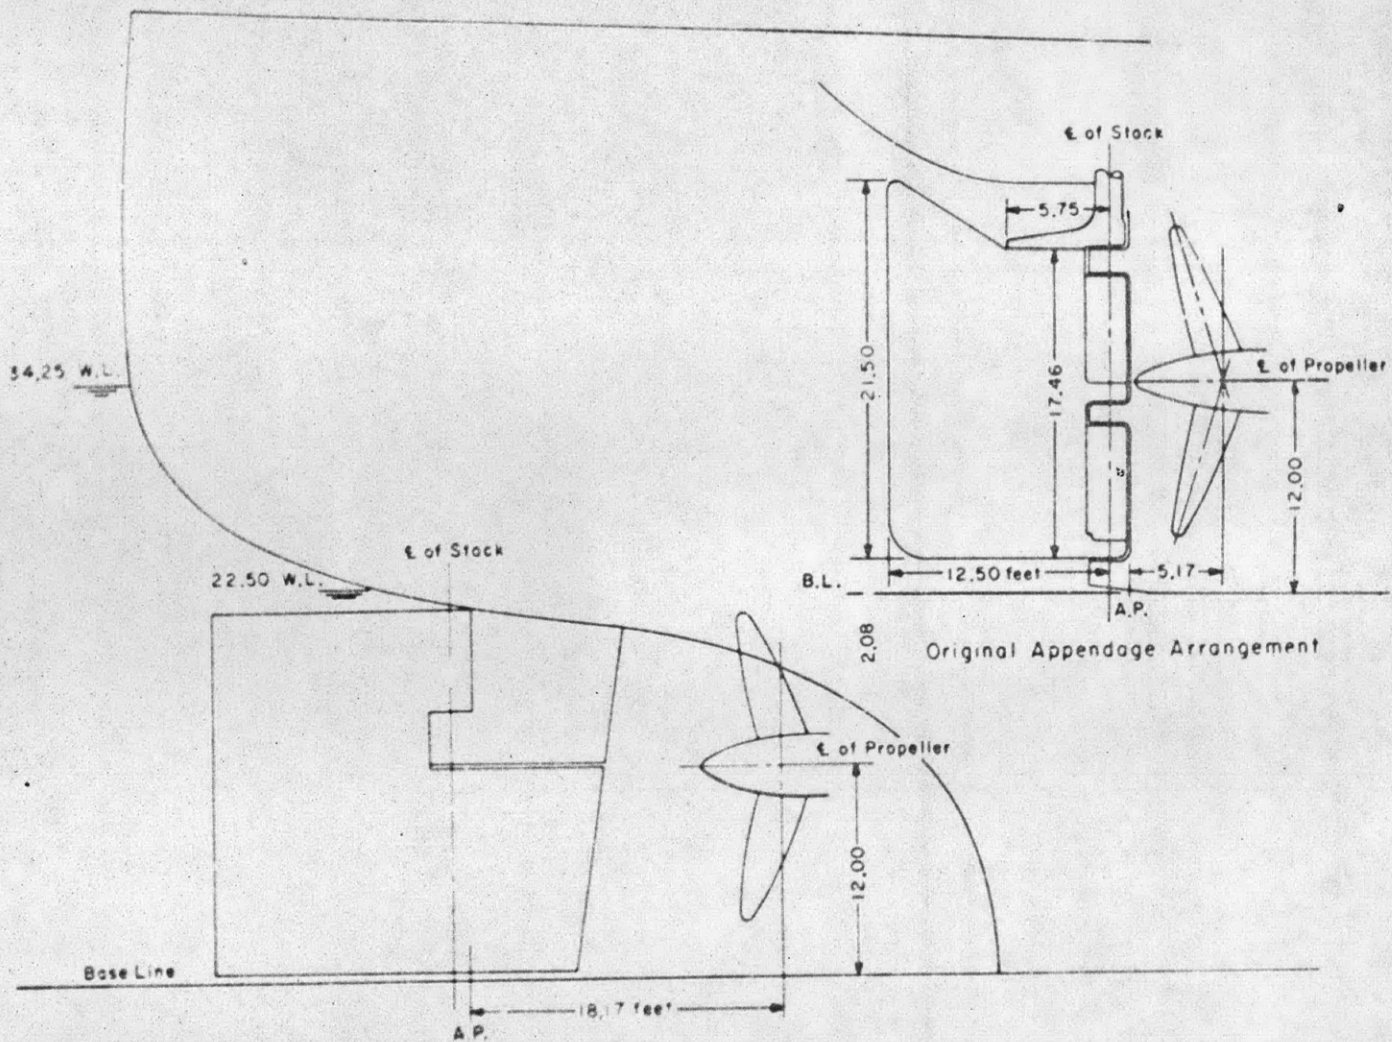 ℄ of Stock
5.75
34.25 W.L.
21.50
17.46
℄ of Propeller
12.00
℄ of Stock
22.50 W.L.
B.L.
12.50 feet
5.17
A.P.
2.08
Original Appendage Arrangement
℄ of Propeller
12.00
Base Line
18.17 feet
A.P.